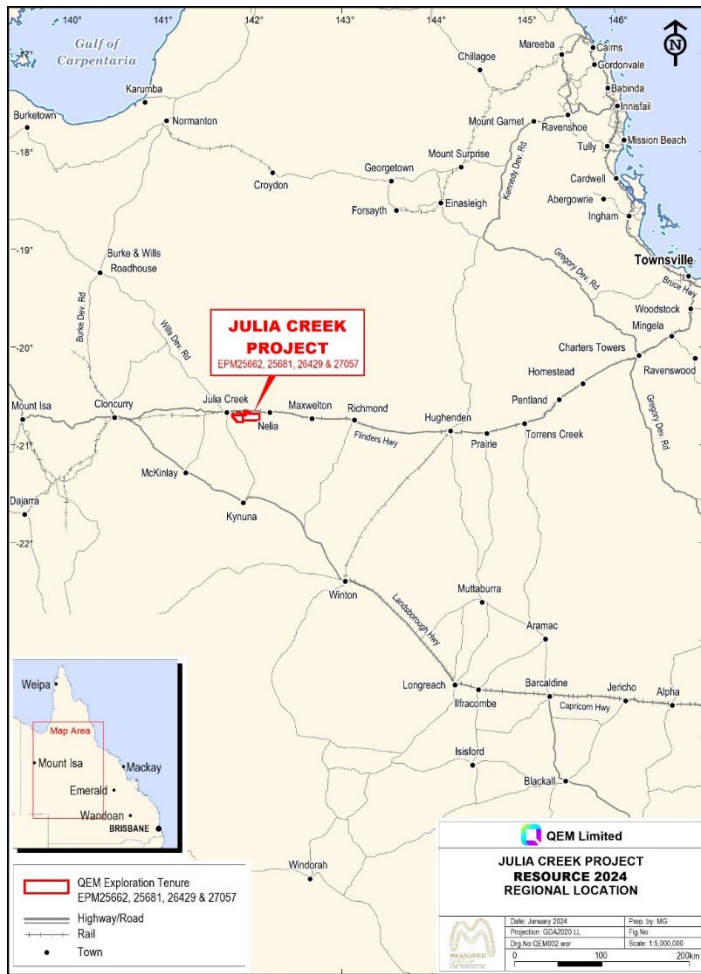 140°
141°
142°
143°
144°
145°
146°
-17°
-18°
-19°
-20°
-21°
-22°
N
Gulf of
Carpentaria
Karumba
Burketown
Normanton
Croydon
Georgetown
Forsayth
Einasleigh
Mount Surprise
Chillagoe
Mareeba
Cairns
Gordonvale
Babinda
Innisfail
Mount Garnet
Ravenshoe
Mission Beach
Tully
Kennedy Dev. Rd
Cardwell
Abergowrie
Ingham
Burke & Wills
Roadhouse
Burke Dev. Rd
Wills Dev. Rd
Gregory Dev. Rd
Townsville
Bruce Hwy
Woodstock
Mingela
Charters Towers
Ravenswood
Homestead
Pentland
Gregory Dev. Rd
JULIA CREEK
PROJECT
EPM25662, 25681, 26429 & 27057
Mount Isa
Cloncurry
Julia Creek
Nelia
Maxwelton
Richmond
Flinders Hwy
Hughenden
Prairie
Torrens Creek
McKinlay
Dajarra
Kynuna
Winton
Landsborough Hwy
Muttaburra
Aramac
Longreach
Ilfracombe
Barcaldine
Capricorn Hwy
Jericho
Alpha
Isisford
Blackall
Windorah
Weipa
Map Area
Mount Isa
Mackay
Emerald
Wandoan
BRISBANE
QEM Exploration Tenure
EPM25662, 25681, 26429 & 27057
Highway/Road
Rail
Town
QEM Limited
JULIA CREEK PROJECT
RESOURCE 2024
REGIONAL LOCATION
MEASURED
GROUP
Date: January 2024
Prep. by: MG
Projection: GDA2020 LL
Fig.No:
Drg.No:QEM002.wor
Scale: 1:5,000,000
0 100 200km